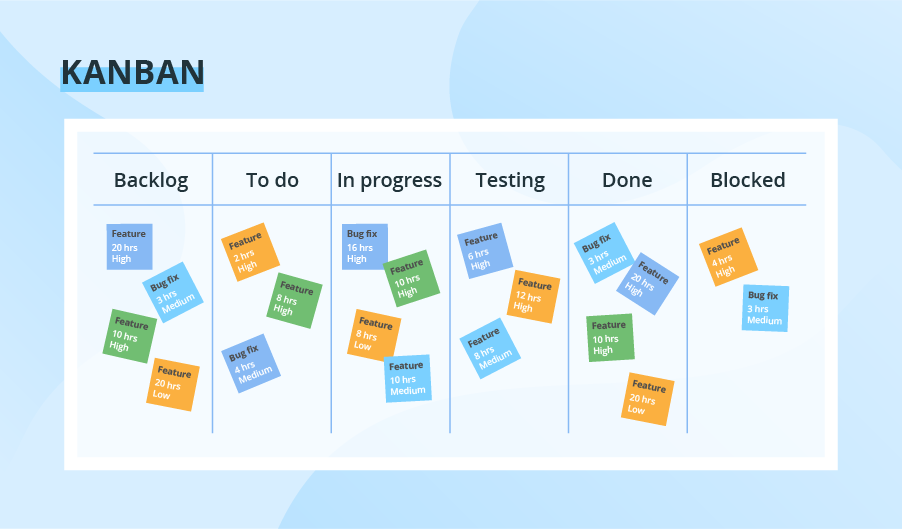 KANBAN
Backlog
To do
In progress
Testing
Done
Blocked
Feature
20 hrs
High
Bug fix
3 hrs
Medium
Feature
10 hrs
High
Feature
20 hrs
Low
Feature
2 hrs
High
Feature
8 hrs
High
Bug fix
4 hrs
Medium
Bug fix
16 hrs
High
Feature
10 hrs
High
Feature
8 hrs
Low
Feature
10 hrs
Medium
Feature
6 hrs
High
Feature
12 hrs
High
Feature
8 hrs
Medium
Bug fix
3 hrs
Medium
Feature
20 hrs
High
Feature
10 hrs
High
Feature
20 hrs
Low
Feature
4 hrs
High
Bug fix
3 hrs
Medium